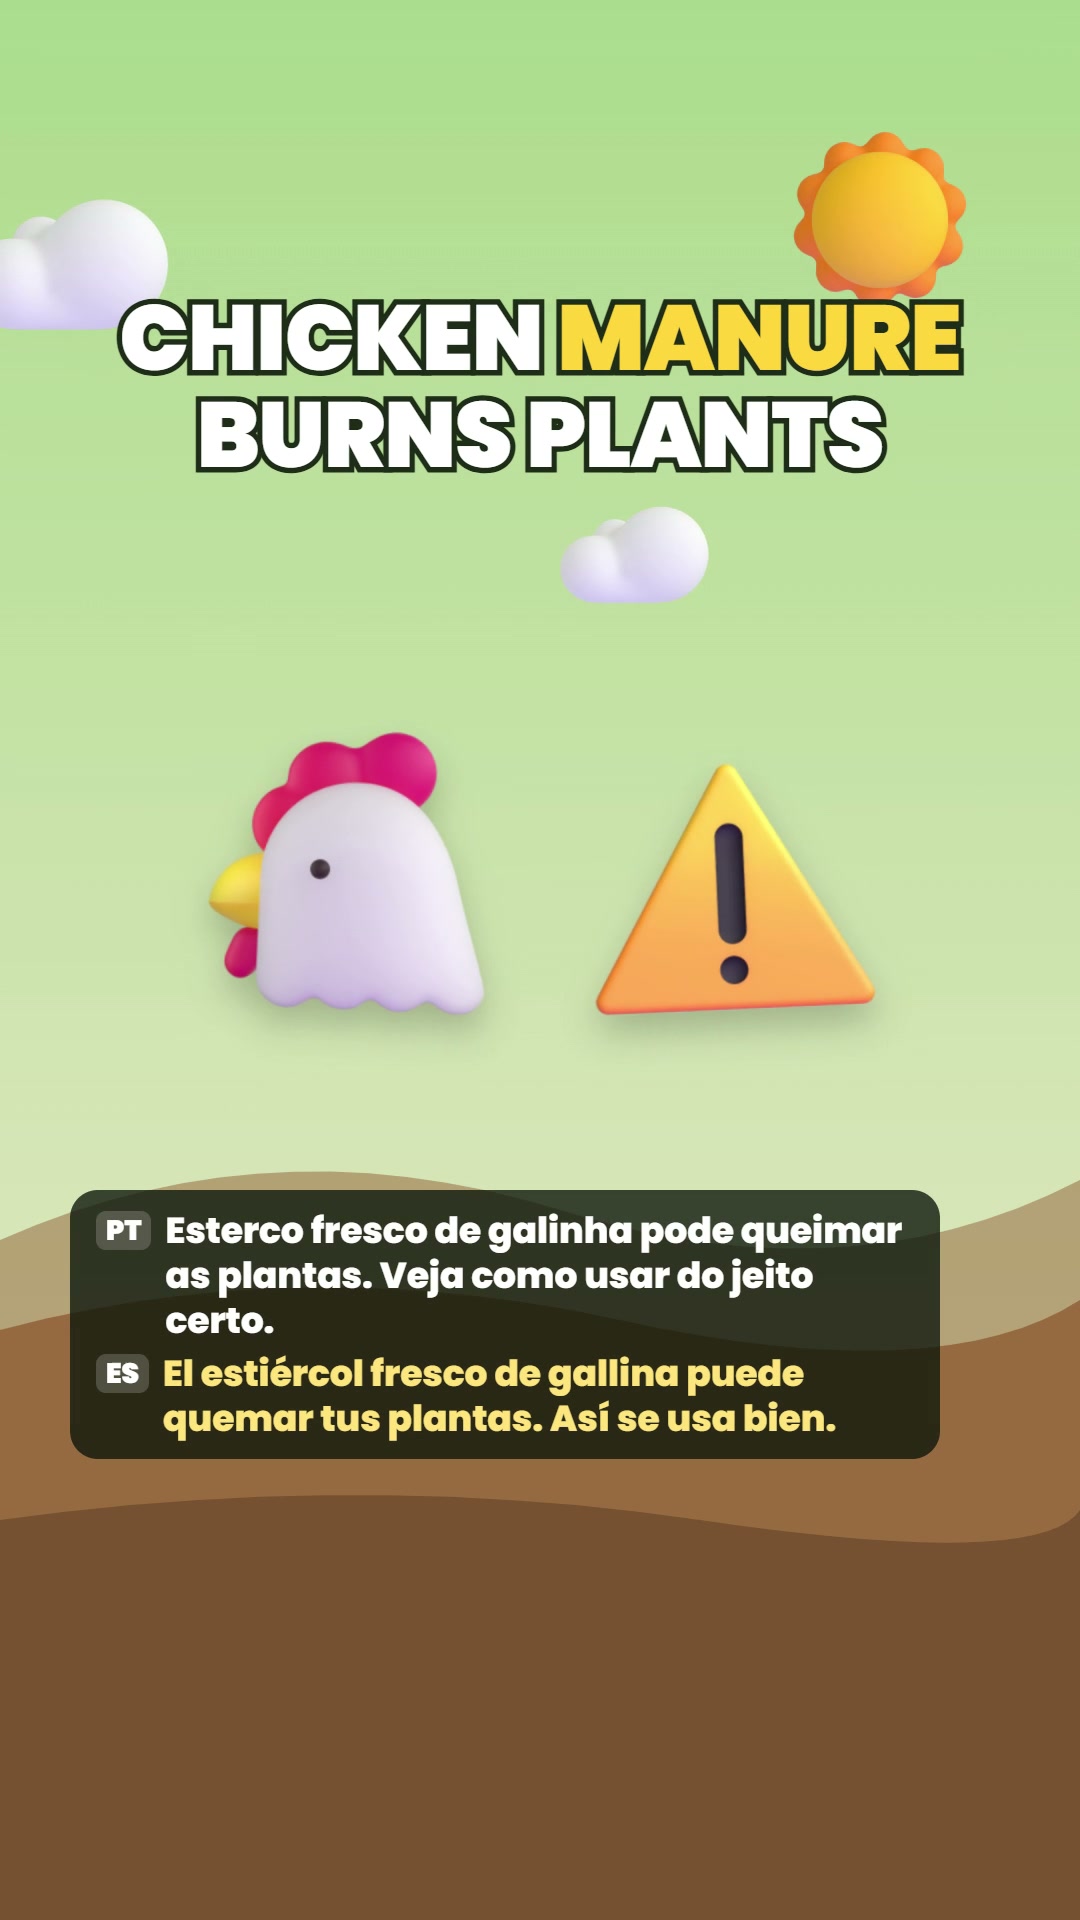 CHICKEN MANURE
BURNS PLANTS
PT Esterco fresco de galinha pode queimar
as plantas. Veja como usar do jeito
certo.
ES El estiércol fresco de gallina puede
quemar tus plantas. Así se usa bien.